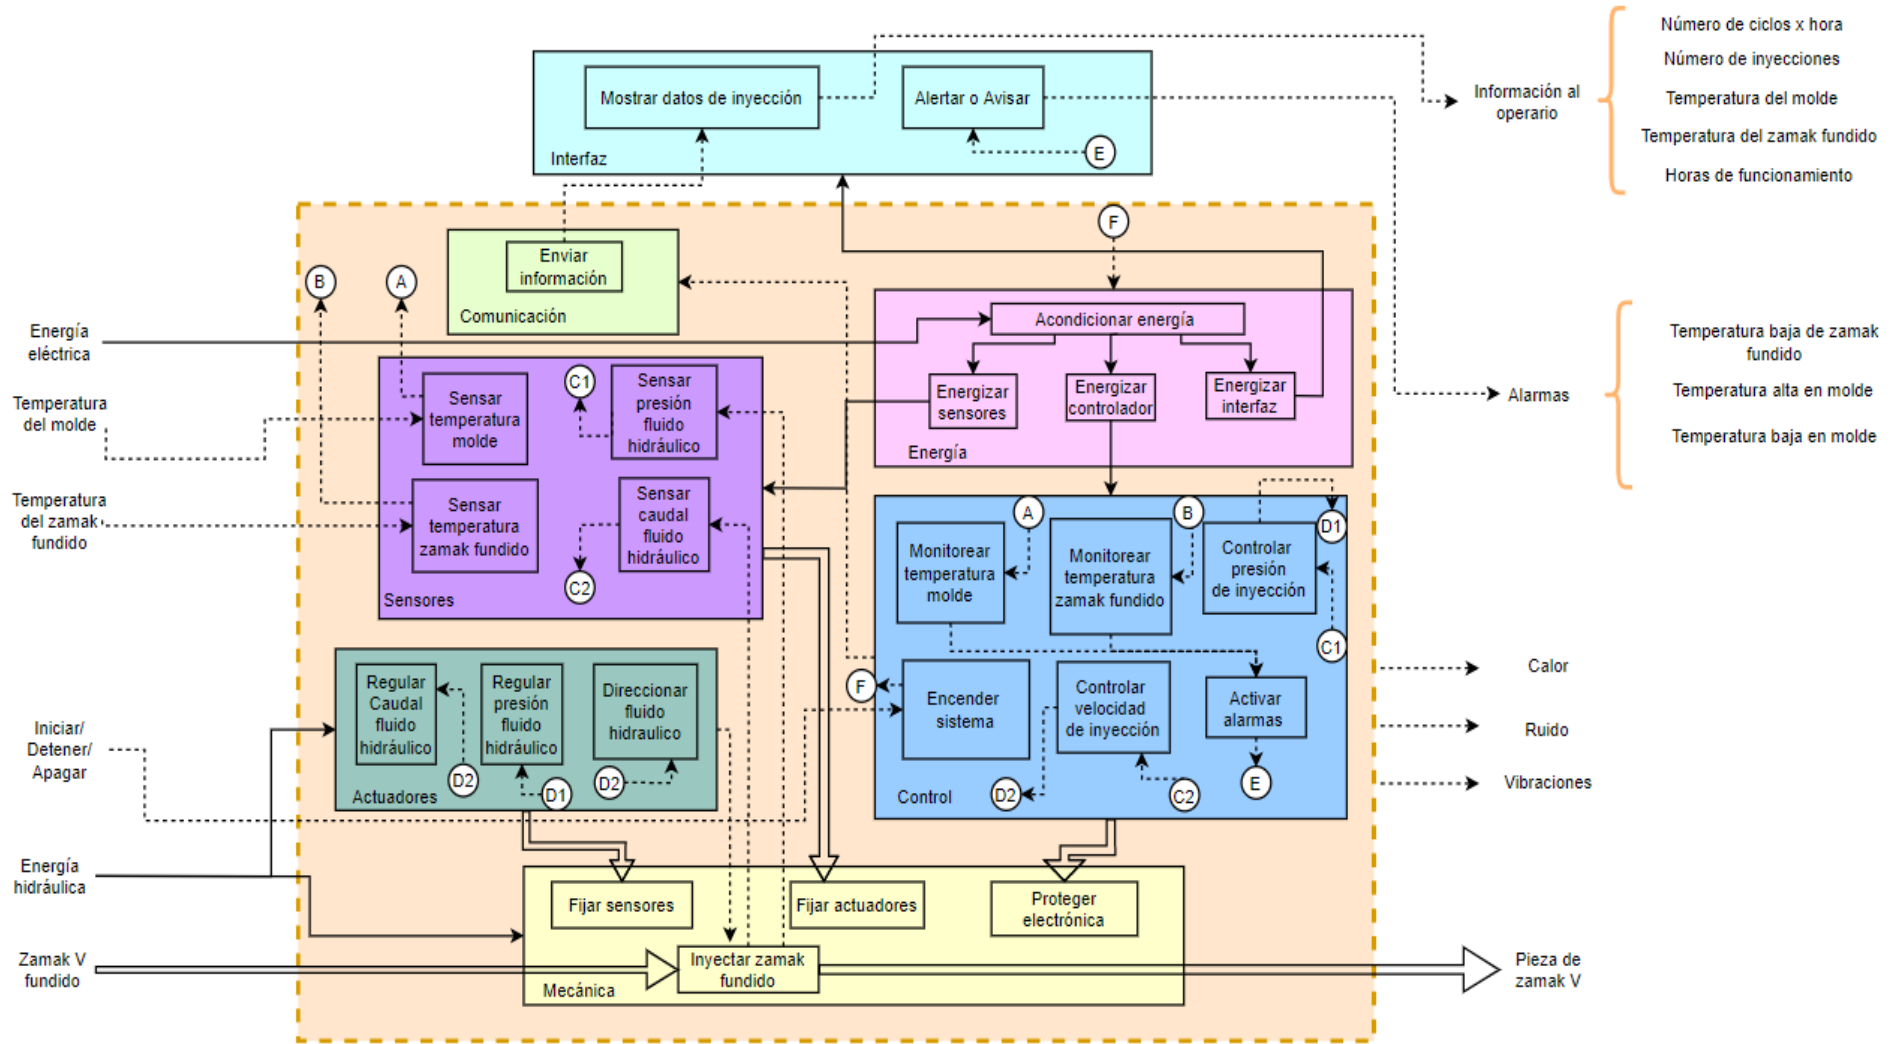 Número de ciclos x hora
Número de inyecciones
Temperatura del molde
Temperatura del zamak fundido
Horas de funcionamiento
Información al
operario
Mostrar datos de inyección
Alertar o Avisar
E
Interfaz
F
Enviar
información
Comunicación
B
A
Energía
eléctrica
Acondicionar energía
Energizar
sensores
Energizar
controlador
Energizar
interfaz
Energía
Temperatura baja de zamak
fundido
Temperatura alta en molde
Temperatura baja en molde
Alarmas
Temperatura
del molde
Sensar
temperatura
molde
C1
Sensar
presión
fluido
hidráulico
Temperatura
del zamak
fundido
Sensar
temperatura
zamak fundido
Sensar
caudal
fluido
hidráulico
C2
Sensores
A
B
D1
Monitorear
temperatura
molde
Monitorear
temperatura
zamak fundido
Controlar
presión
de inyección
C1
F
Encender
sistema
Controlar
velocidad
de inyección
Activar
alarmas
D2
C2
E
Control
Calor
Ruido
Vibraciones
Iniciar/
Detener/
Apagar
Regular
Caudal
fluido
hidráulico
Regular
presión
fluido
hidráulico
Direccionar
fluido
hidraulico
D2
D1
D2
Actuadores
Energía
hidráulica
Fijar sensores
Fijar actuadores
Proteger
electrónica
Zamak V
fundido
Inyectar zamak
fundido
Mecánica
Pieza de
zamak V